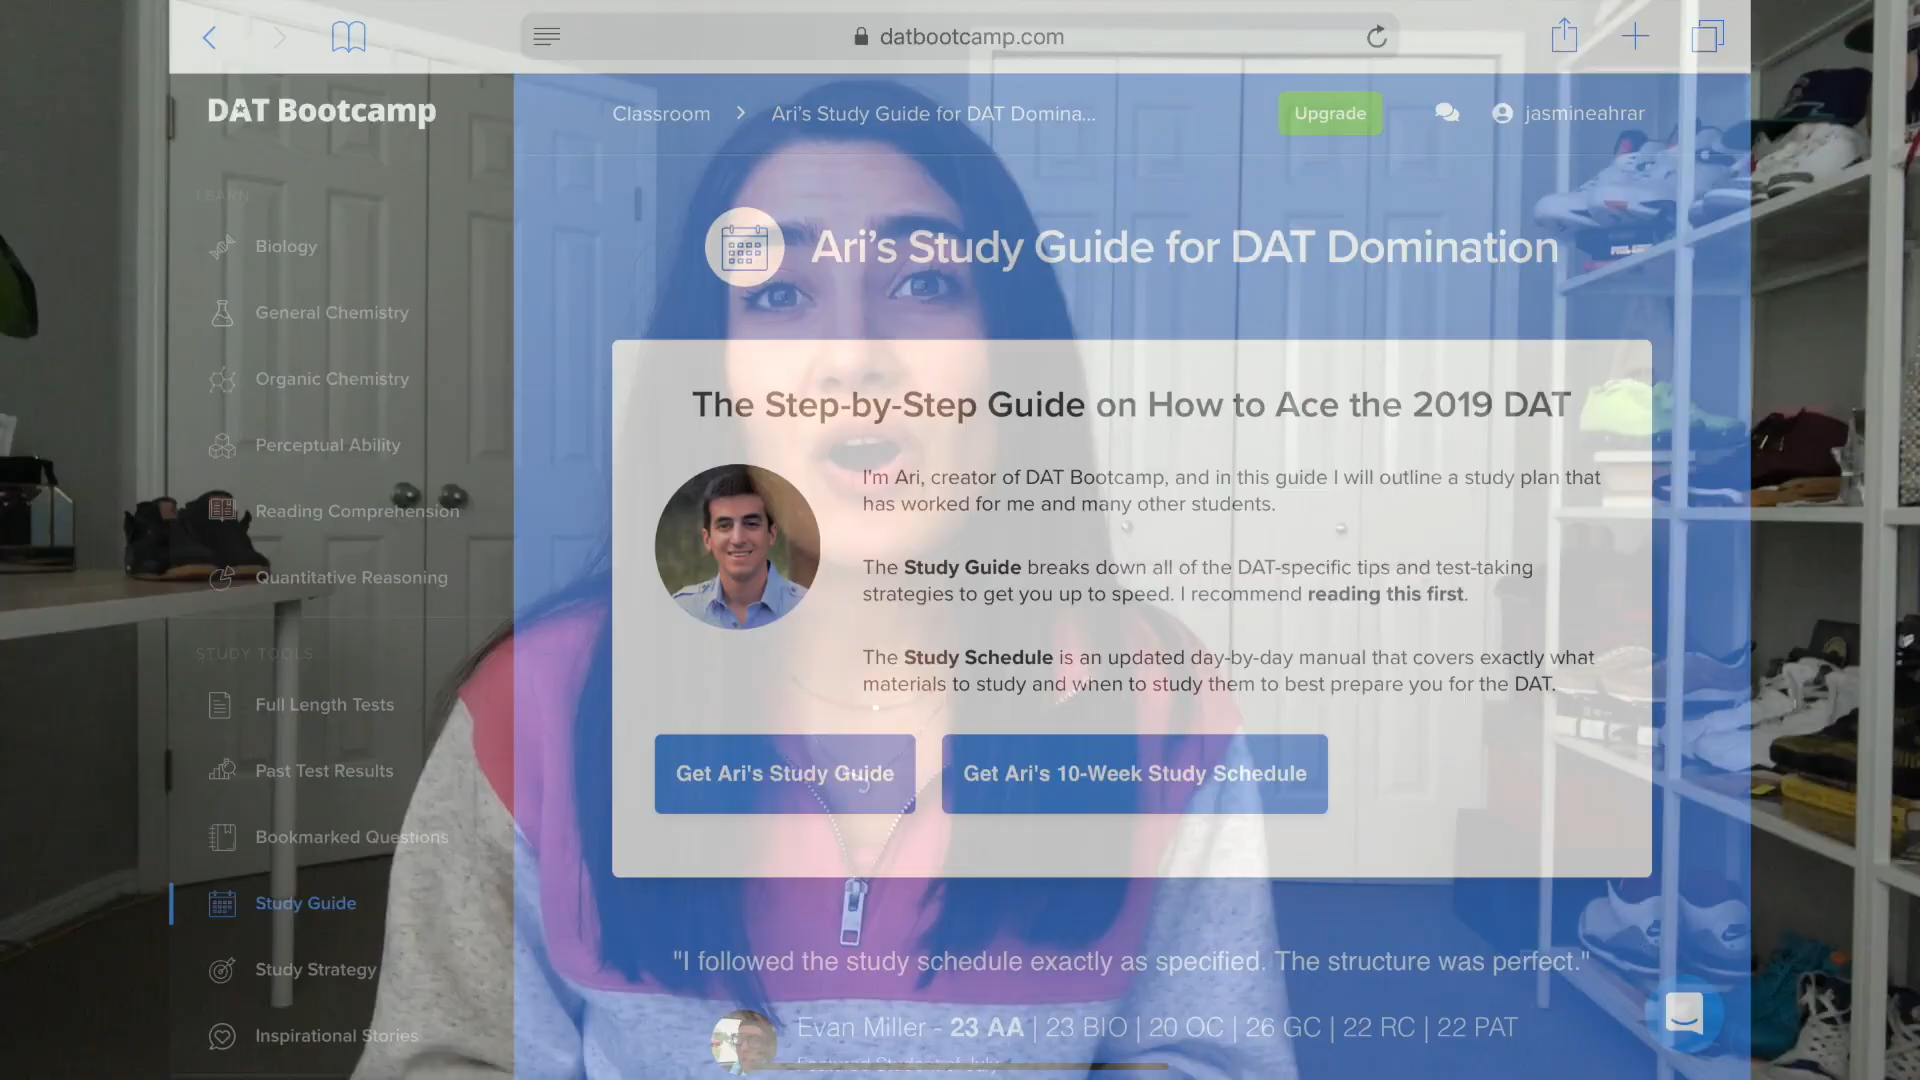 datbootcamp.com
DAT Bootcamp
Classroom > Ari's Study Guide for DAT Domina...
Upgrade
jasmineahrar
LEARN
Biology
General Chemistry
Organic Chemistry
Perceptual Ability
Reading Comprehension
Quantitative Reasoning
STUDY TOOLS
Full Length Tests
Past Test Results
Bookmarked Questions
Study Guide
Study Strategy
Inspirational Stories
Ari's Study Guide for DAT Domination
The Step-by-Step Guide on How to Ace the 2019 DAT
I'm Ari, creator of DAT Bootcamp, and in this guide I will outline a study plan that
has worked for me and many other students.
The Study Guide breaks down all of the DAT-specific tips and test-taking
strategies to get you up to speed. I recommend reading this first.
The Study Schedule is an updated day-by-day manual that covers exactly what
materials to study and when to study them to best prepare you for the DAT.
Get Ari's Study Guide
Get Ari's 10-Week Study Schedule
"I followed the study schedule exactly as specified. The structure was perfect."
Evan Miller - 23 AA | 23 BIO | 20 OC | 26 GC | 22 RC | 22 PAT
Featured Student of July